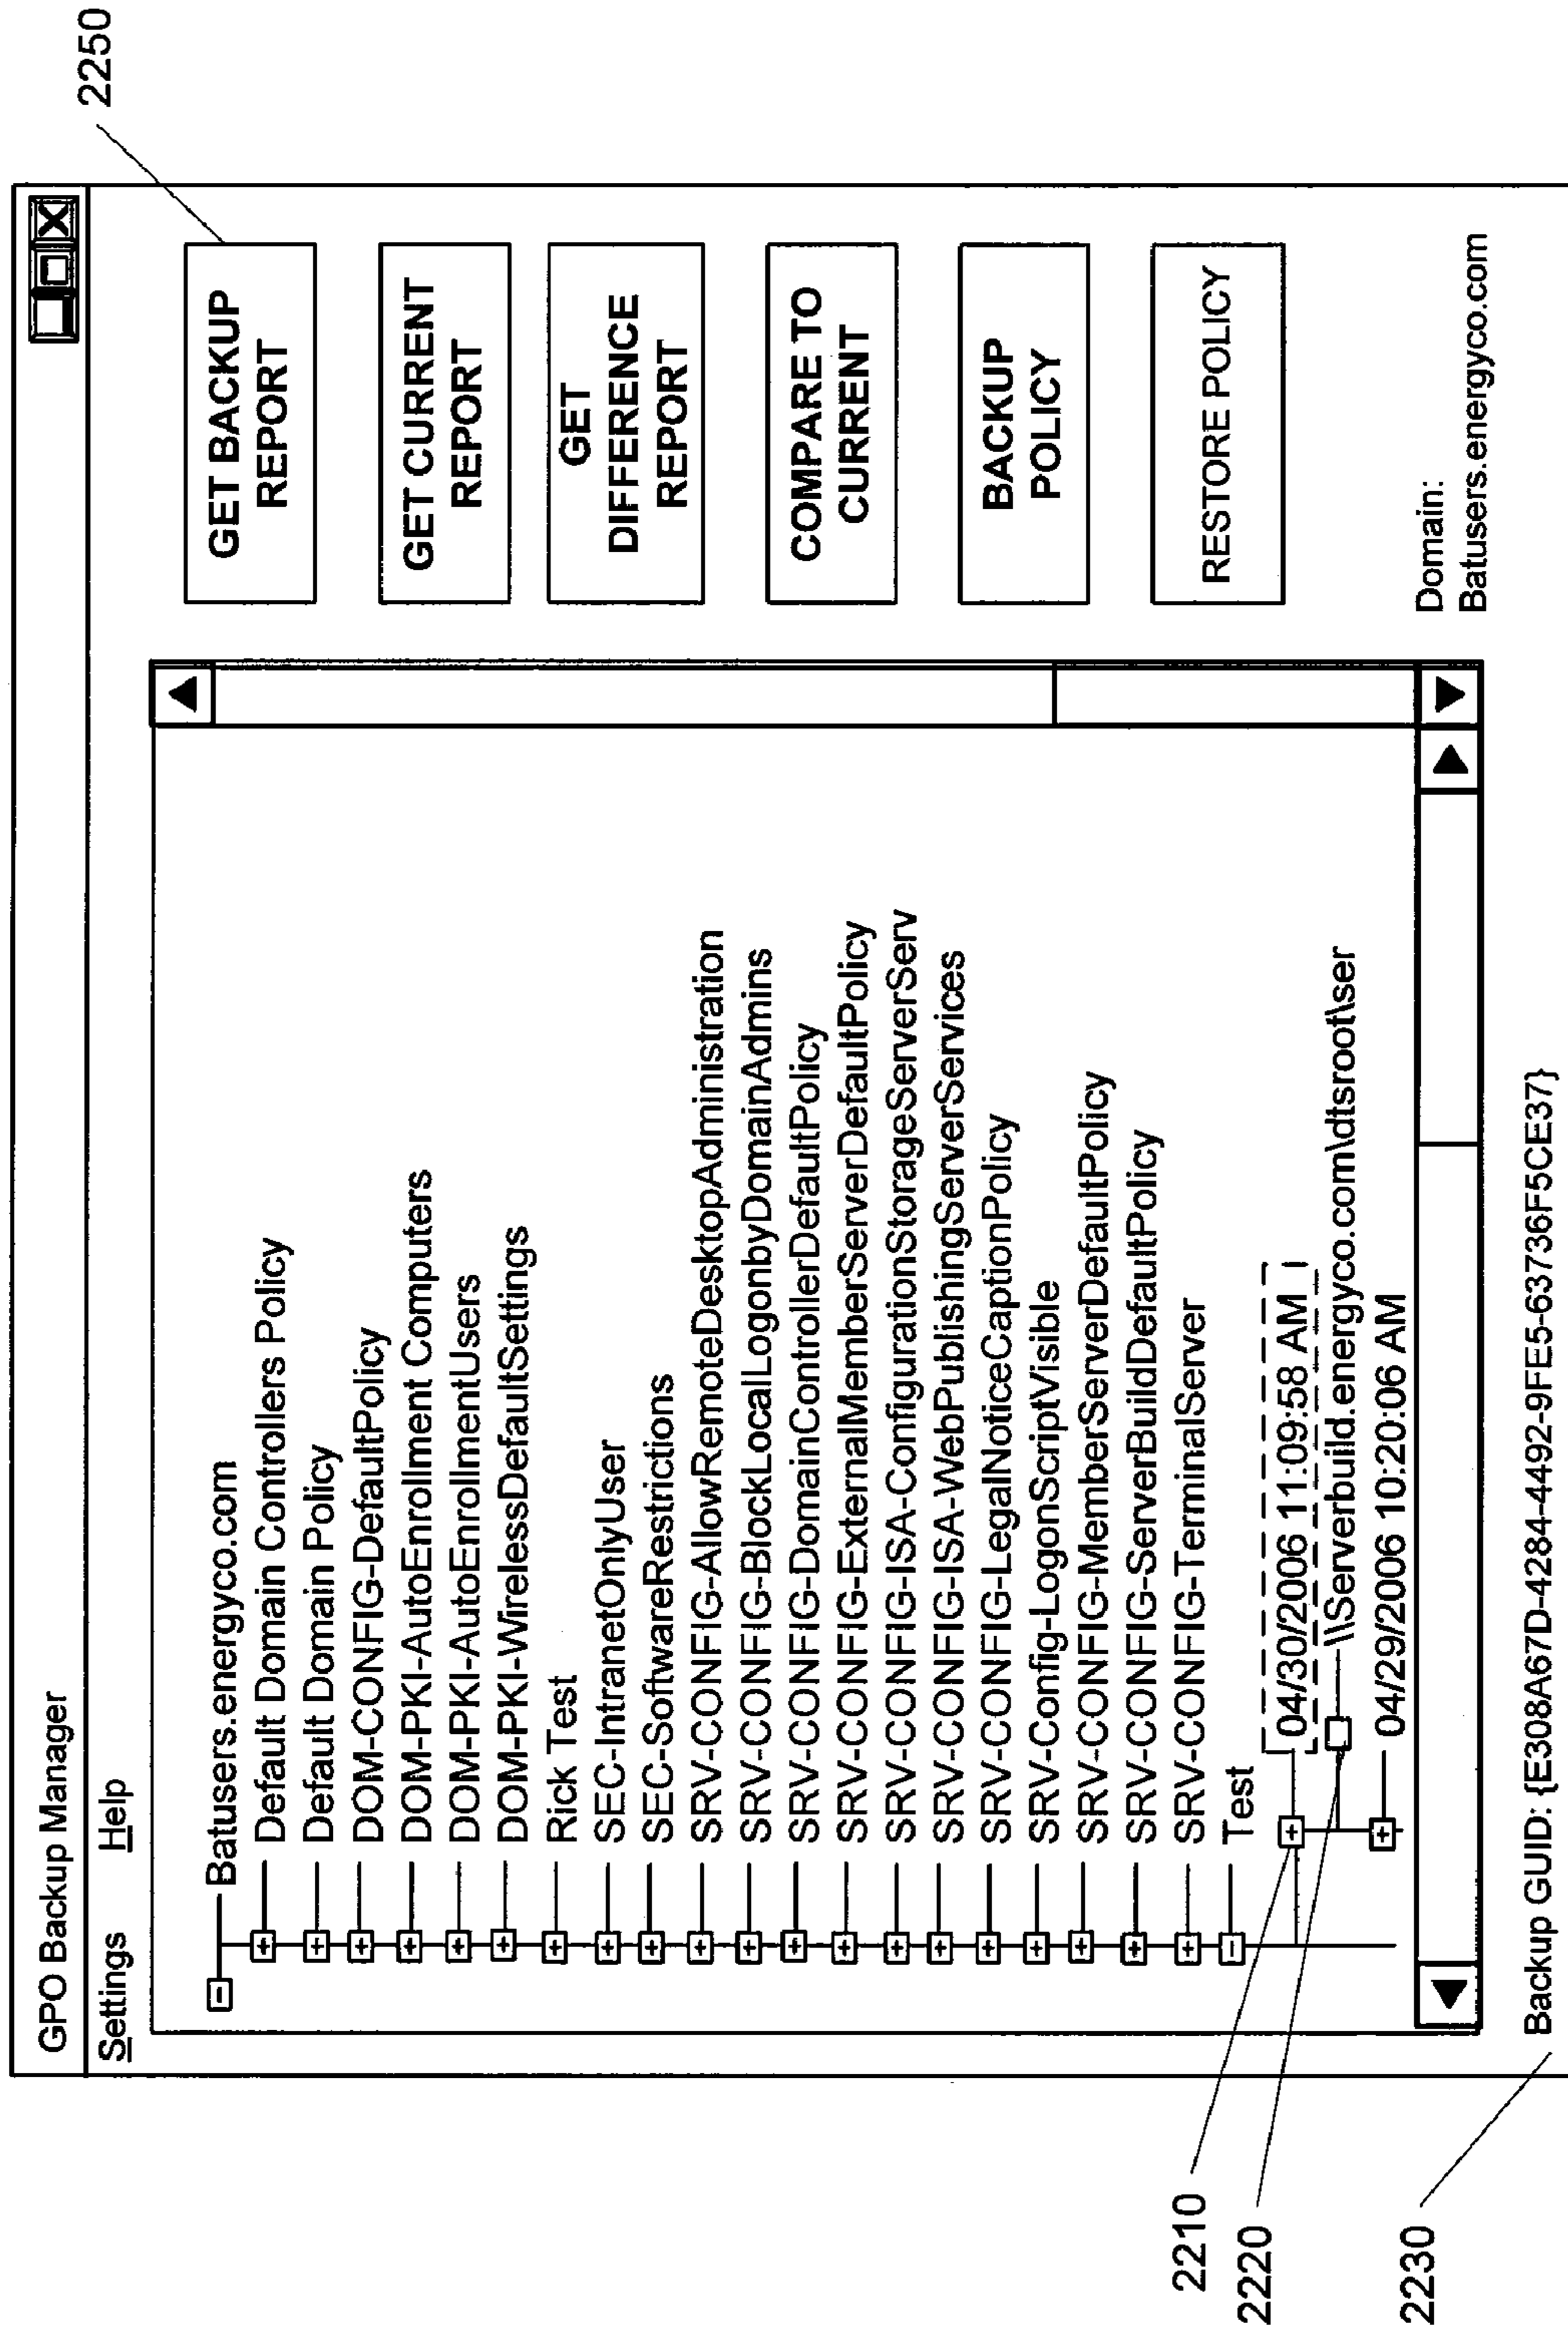 GPO Backup Manager
Settings Help
Batusers.energyco.com
Default Domain Controllers Policy
Default Domain Policy
DOM-CONFIG-DefaultPolicy
DOM-PKI-AutoEnrollment Computers
DOM-PKI-AutoEnrollmentUsers
DOM-PKI-WirelessDefaultSettings
Rick Test
SEC-IntranetOnlyUser
SEC-SoftwareRestrictions
SRV-CONFIG-AllowRemoteDesktopAdministration
SRV-CONFIG-BlockLocalLogonbyDomainAdmins
SRV-CONFIG-DomainControllerDefaultPolicy
SRV-CONFIG-ExternalMemberServerDefaultPolicy
SRV-CONFIG-ISA-ConfigurationStorageServerServ
SRV-CONFIG-ISA-WebPublishingServerServices
SRV-CONFIG-LegalNoticeCaptionPolicy
SRV-Config-LogonScriptVisible
SRV-CONFIG-MemberServerDefaultPolicy
SRV-CONFIG-ServerBuildDefaultPolicy
SRV-CONFIG-TerminalServer
Test
04/30/2006 11:09:58 AM
\\Serverbuild.energyco.com\dtsroot\ser
04/29/2006 10:20:06 AM
GET BACKUP
REPORT
GET CURRENT
REPORT
GET
DIFFERENCE
REPORT
COMPARE TO
CURRENT
BACKUP
POLICY
RESTORE POLICY
Domain:
Batusers.energyco.com
Backup GUID: {E308A67D-4284-4492-9FE5-63736F5CE37}
2250
2210
2220
2230